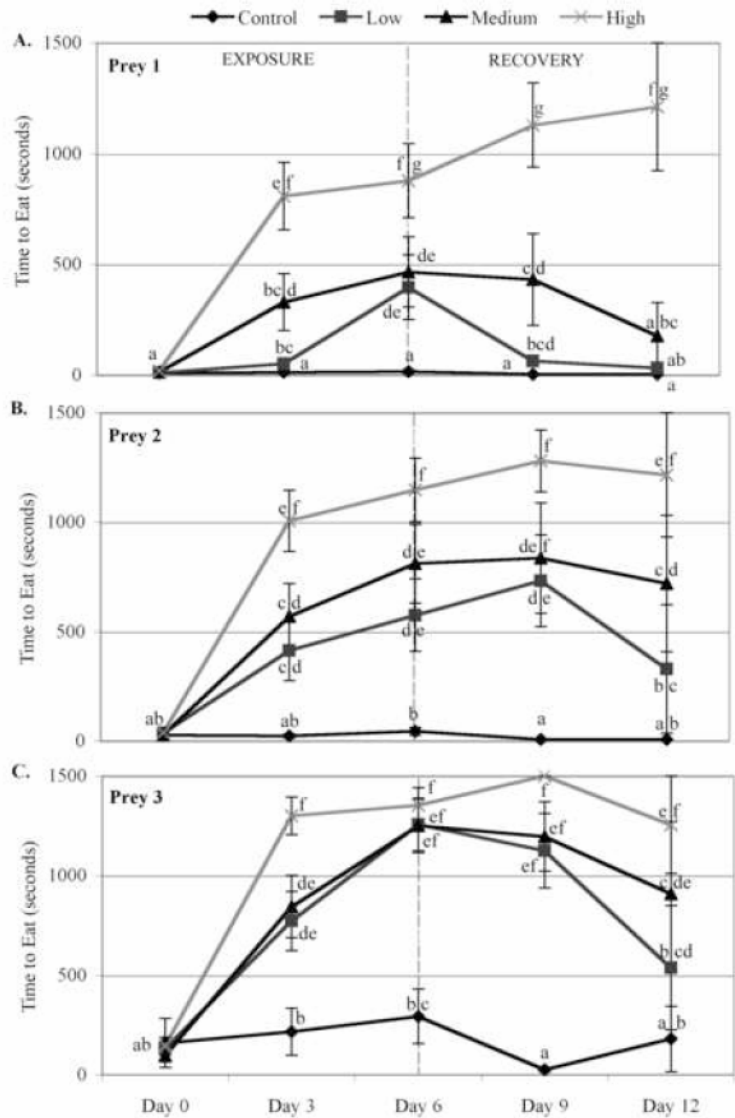 Control Low Medium High
A. 1500
Prey 1 EXPOSURE RECOVERY
f g
g
1000
e f
f g
Time to Eat (seconds)
500
de
c d
bc d
de
a bc
a bc a a a bcd ab
0
a
B. 1500
Prey 2
f
e f
f
e f
1000
Time to Eat (seconds)
d e
de f
c d
c d
d e
500
d e
c d
b c
ab ab b a a b
0
C. 1500
Prey 3
f
f
e f
f
ef
ef
1000
ef
ef
de
c de
Time to Eat (seconds)
de
b cd
500
b c
b
a b
ab
a
0
Day 0 Day 3 Day 6 Day 9 Day 12